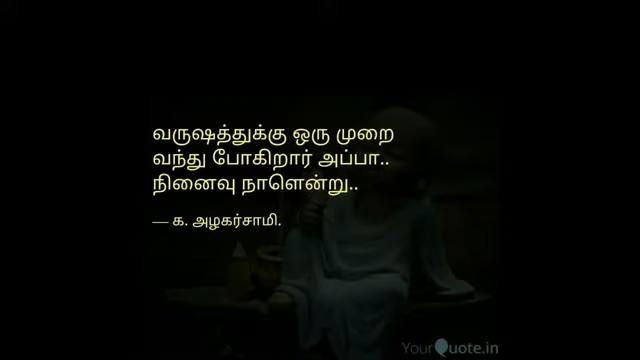 வருஷத்துக்கு ஒரு முறை
வந்து போகிறார் அப்பா..
நினைவு நாளென்று..
— க. அழகர்சாமி.
YourQuote.in